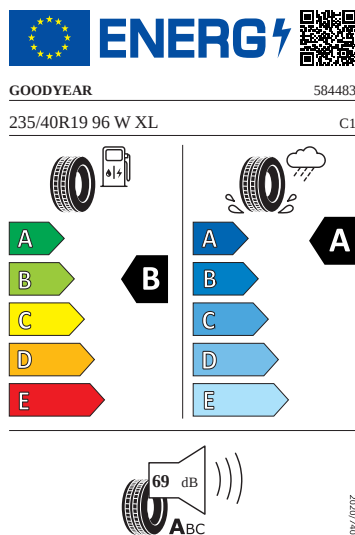 ENERG
GOODYEAR 584483
235/40R19 96 W XL C1
A A
B B
C C
D D
E E
B
A
69 dB
ABC
2020/740